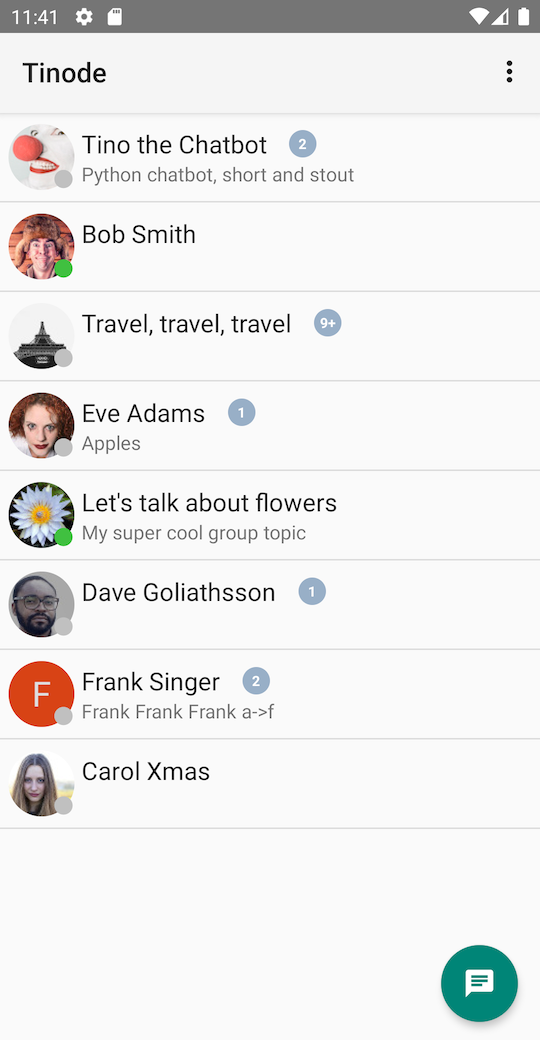 11:41
Tinode
Tino the Chatbot 2
Python chatbot, short and stout
Bob Smith
Travel, travel, travel 9+
Eve Adams 1
Apples
Let's talk about flowers
My super cool group topic
Dave Goliathsson 1
F
Frank Singer 2
Frank Frank Frank a->f
Carol Xmas